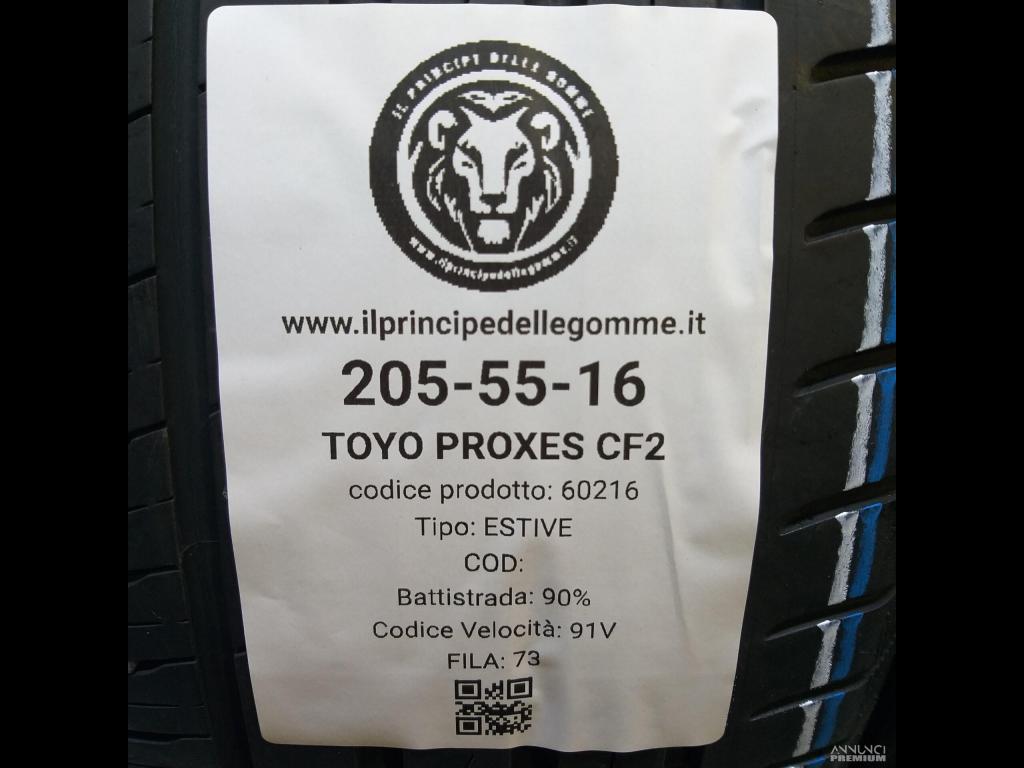 IL PRINCIPE DELLE GOMME
www.ilprincipedellegomme.it
www.ilprincipedellegomme.it
205-55-16
TOYO PROXES CF2
codice prodotto: 60216
Tipo: ESTIVE
COD:
Battistrada: 90%
Codice Velocità: 91V
FILA: 73
ANNUNCI
PREMIUM